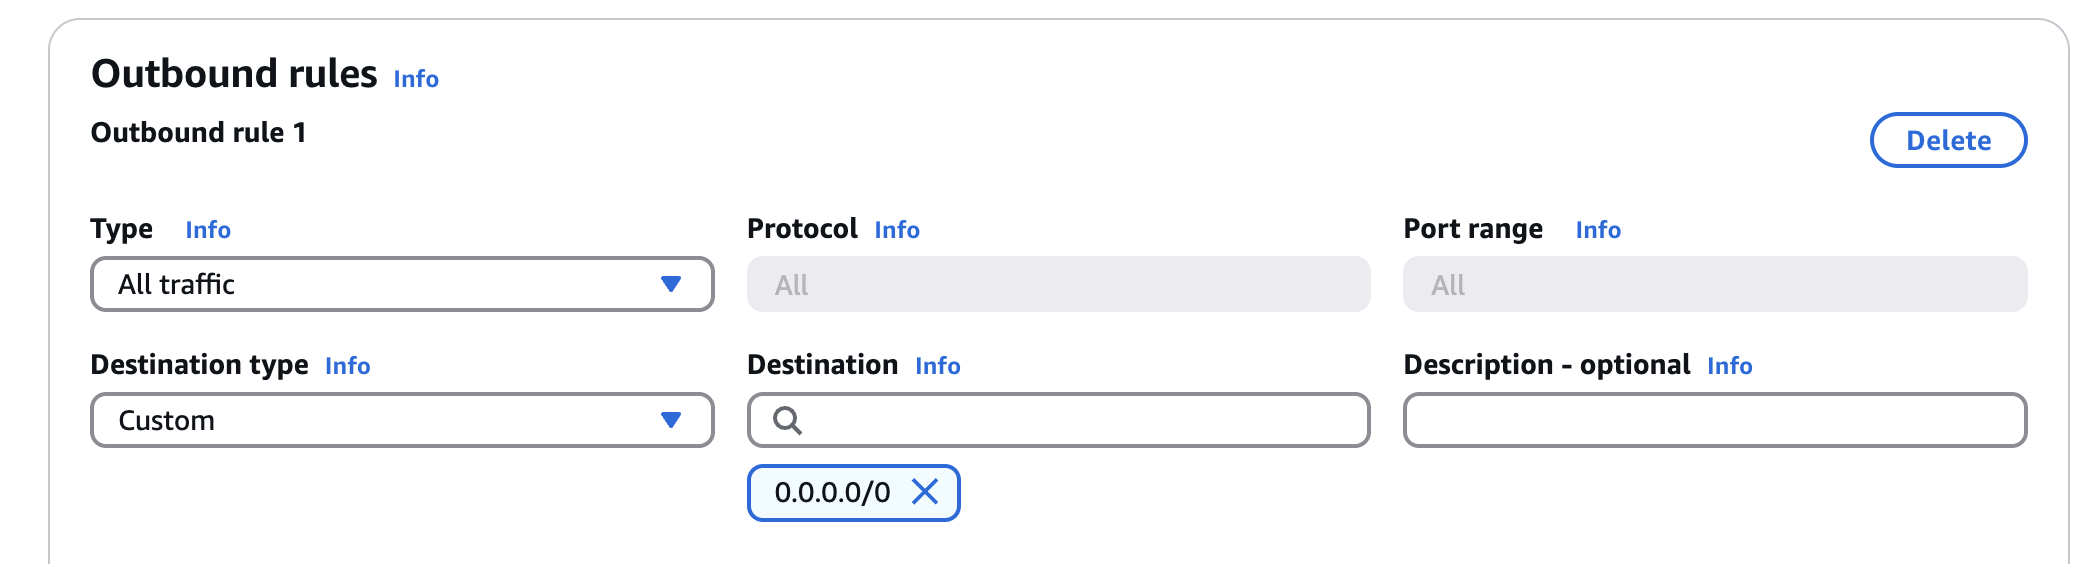 Outbound rules Info
Outbound rule 1
Delete
Type Info
Protocol Info
Port range Info
All traffic
All
All
Destination type Info
Destination Info
Description - optional Info
Custom
0.0.0.0/0